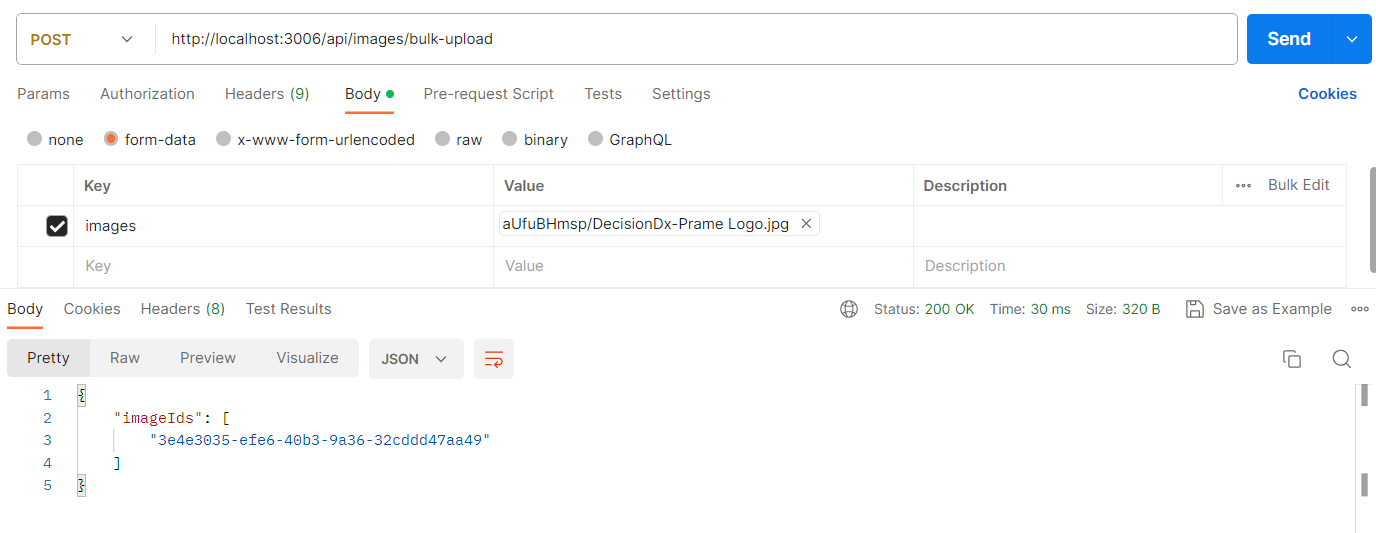 POST http://localhost:3006/api/images/bulk-upload Send
Params Authorization Headers (9) Body Pre-request Script Tests Settings Cookies
none form-data x-www-form-urlencoded raw binary GraphQL
Key Value Description Bulk Edit
images aUfuBHmsp/DecisionDx-Prame Logo.jpg
Key Value Description
Body Cookies Headers (8) Test Results Status: 200 OK Time: 30 ms Size: 320 B Save as Example
Pretty Raw Preview Visualize JSON
1 {
2 "imageIds": [
3 "3e4e3035-efe6-40b3-9a36-32cddd47aa49"
4 ]
5 }